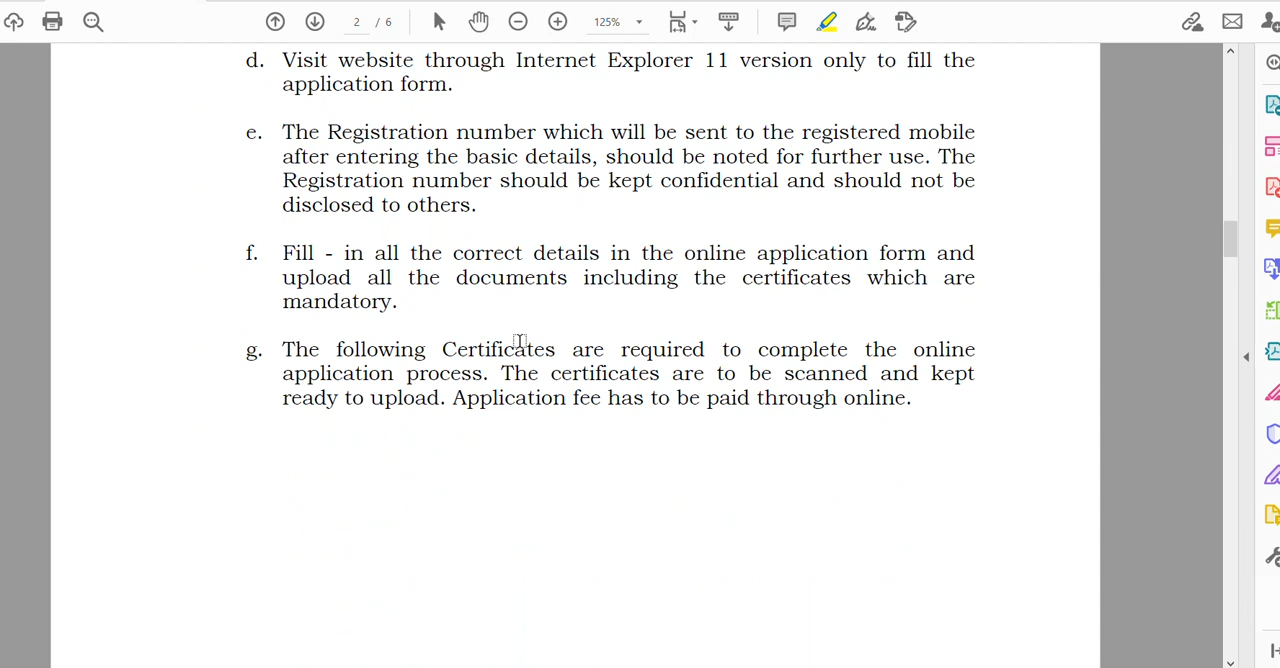 2 / 6
125%
d. Visit website through Internet Explorer 11 version only to fill the
application form.
e. The Registration number which will be sent to the registered mobile
after entering the basic details, should be noted for further use. The
Registration number should be kept confidential and should not be
disclosed to others.
f. Fill - in all the correct details in the online application form and
upload all the documents including the certificates which are
mandatory.
g. The following Certificates are required to complete the online
application process. The certificates are to be scanned and kept
ready to upload. Application fee has to be paid through online.